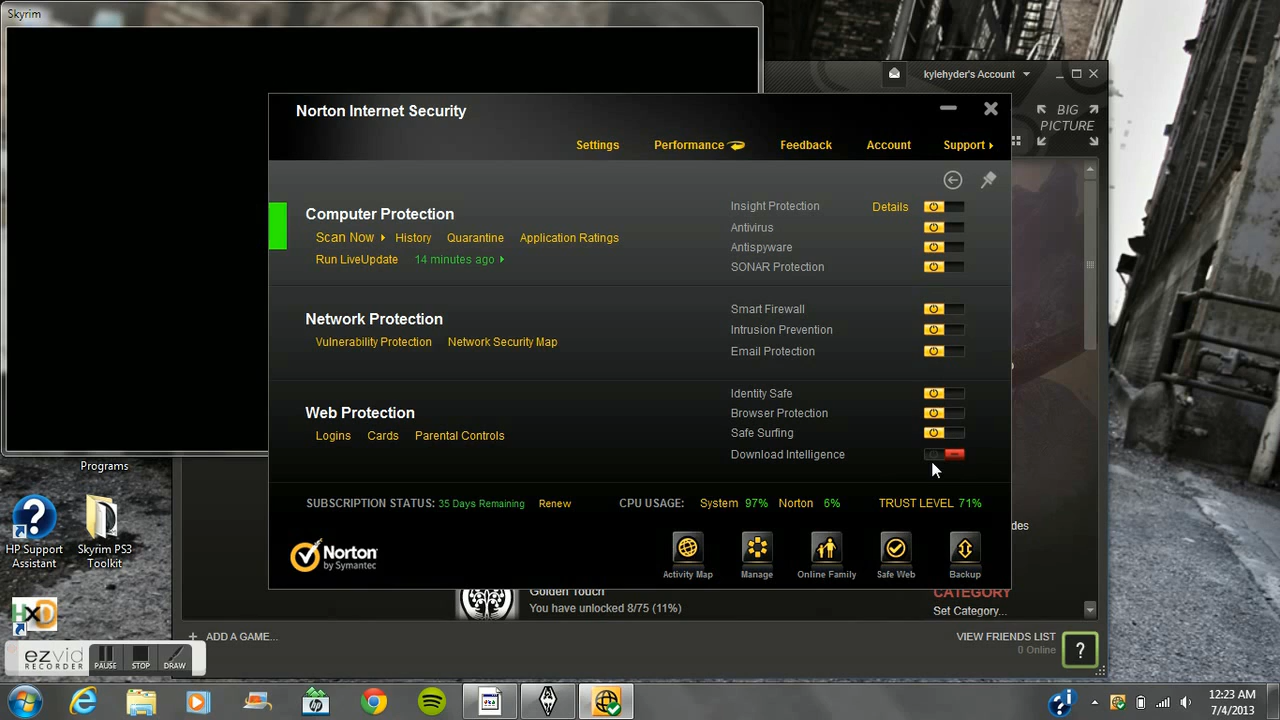 Skyrim
kylehyder's Account
BIG
PICTURE
Norton Internet Security
Settings Performance Feedback Account Support
Computer Protection
Scan Now History Quarantine Application Ratings
Run LiveUpdate 14 minutes ago
Insight Protection Details
Antivirus
Antispyware
SONAR Protection
Network Protection
Vulnerability Protection Network Security Map
Smart Firewall
Intrusion Prevention
Email Protection
Web Protection
Logins Cards Parental Controls
Identity Safe
Browser Protection
Safe Surfing
Download Intelligence
SUBSCRIPTION STATUS: 35 Days Remaining Renew CPU USAGE: System 97% Norton 6% TRUST LEVEL 71%
Norton
by Symantec
Activity Map Manage Online Family Safe Web Backup
Programs
HP Support
Assistant
Skyrim PS3
Toolkit
HXD
des
Golden Touch
You have unlocked 8/75 (11%)
CATEGORY
Set Category...
ADD A GAME...
VIEW FRIENDS LIST
0 Online
?
ezvid
RECORDER
PAUSE STOP DRAW
12:23 AM
7/4/2013